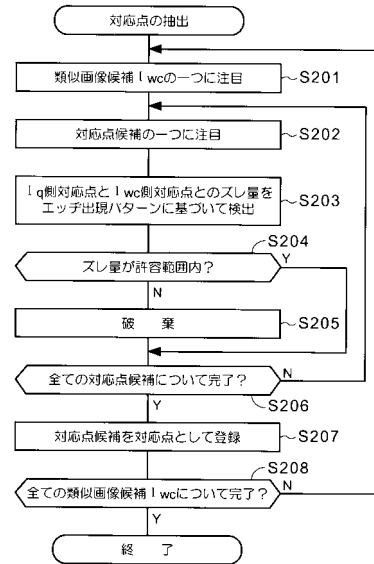 対応点の抽出
類似画像候補Ｉwcの一つに注目
S201
対応点候補の一つに注目
S202
Ｉq側対応点とＩwc側対応点とのズレ量を
エッヂ出現パターンに基づいて検出
S203
S204
ズレ量が許容範囲内？
Y
N
破　棄
S205
全ての対応点候補について完了？
N
S206
Y
対応点候補を対応点として登録
S207
S208
全ての類似画像候補Ｉwcについて完了？
N
Y
終　了